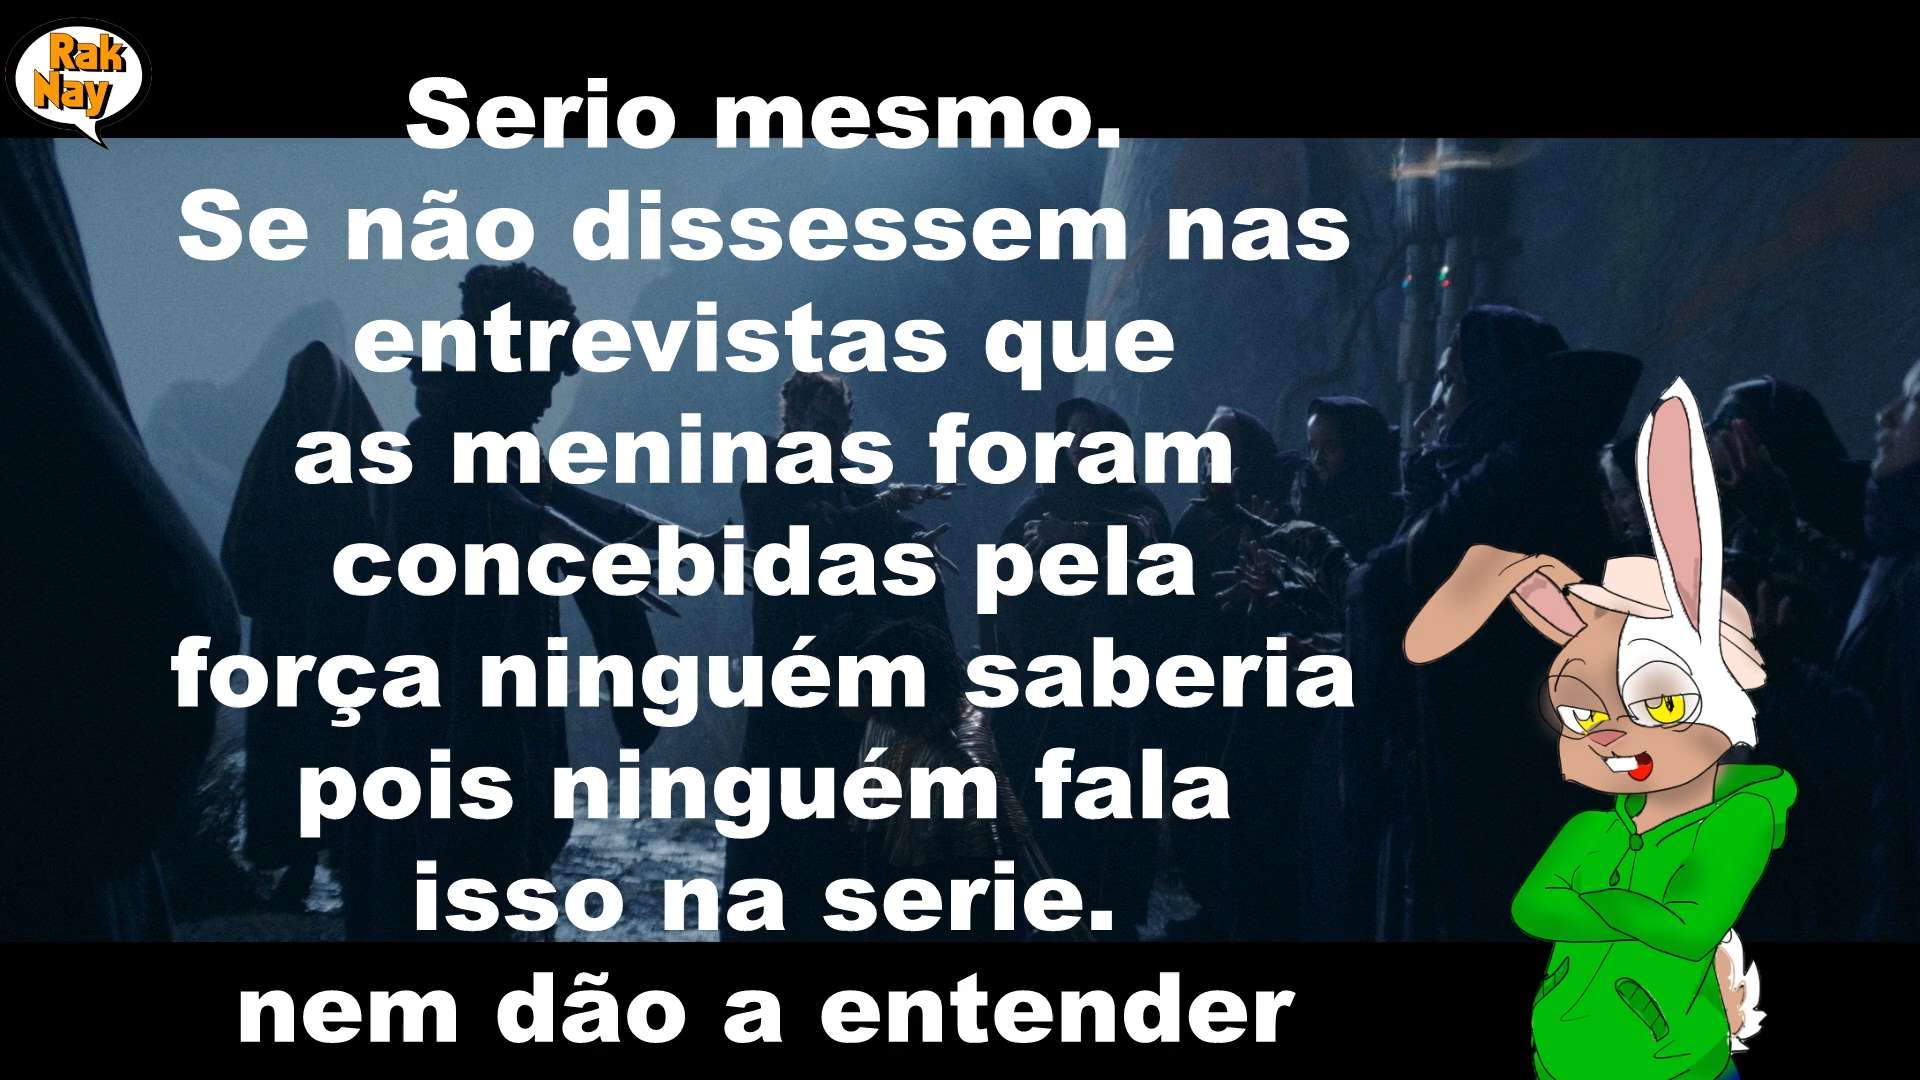 Rak
Nay
Serio mesmo.
Se não dissessem nas
entrevistas que
as meninas foram
concebidas pela
força ninguém saberia
pois ninguém fala
isso na serie.
nem dão a entender